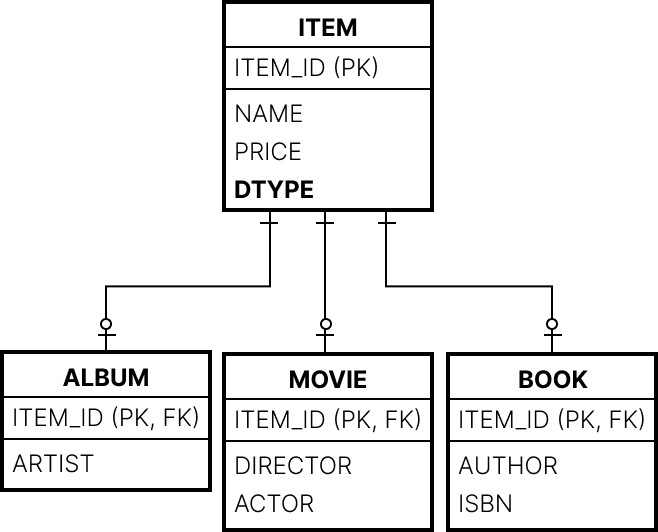 ITEM
ITEM_ID (PK)
NAME
PRICE
DTYPE
ALBUM
ITEM_ID (PK, FK)
ARTIST
MOVIE
ITEM_ID (PK, FK)
DIRECTOR
ACTOR
BOOK
ITEM_ID (PK, FK)
AUTHOR
ISBN